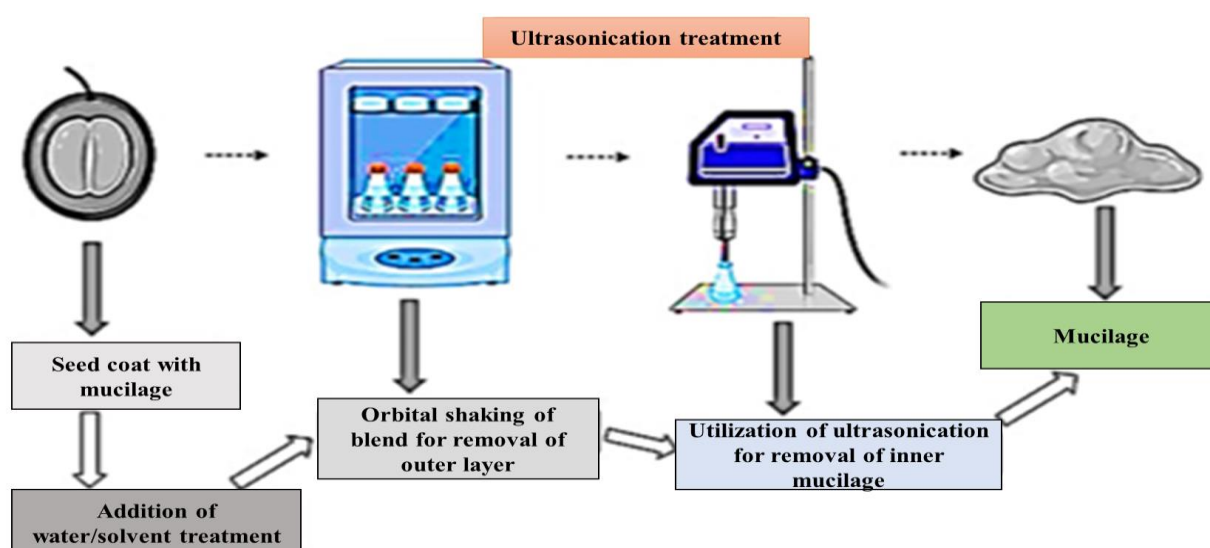 Ultrasonication treatment
Seed coat with
mucilage
Addition of
water/solvent treatment
Orbital shaking of
blend for removal of
outer layer
Utilization of ultrasonication
for removal of inner
mucilage
Mucilage